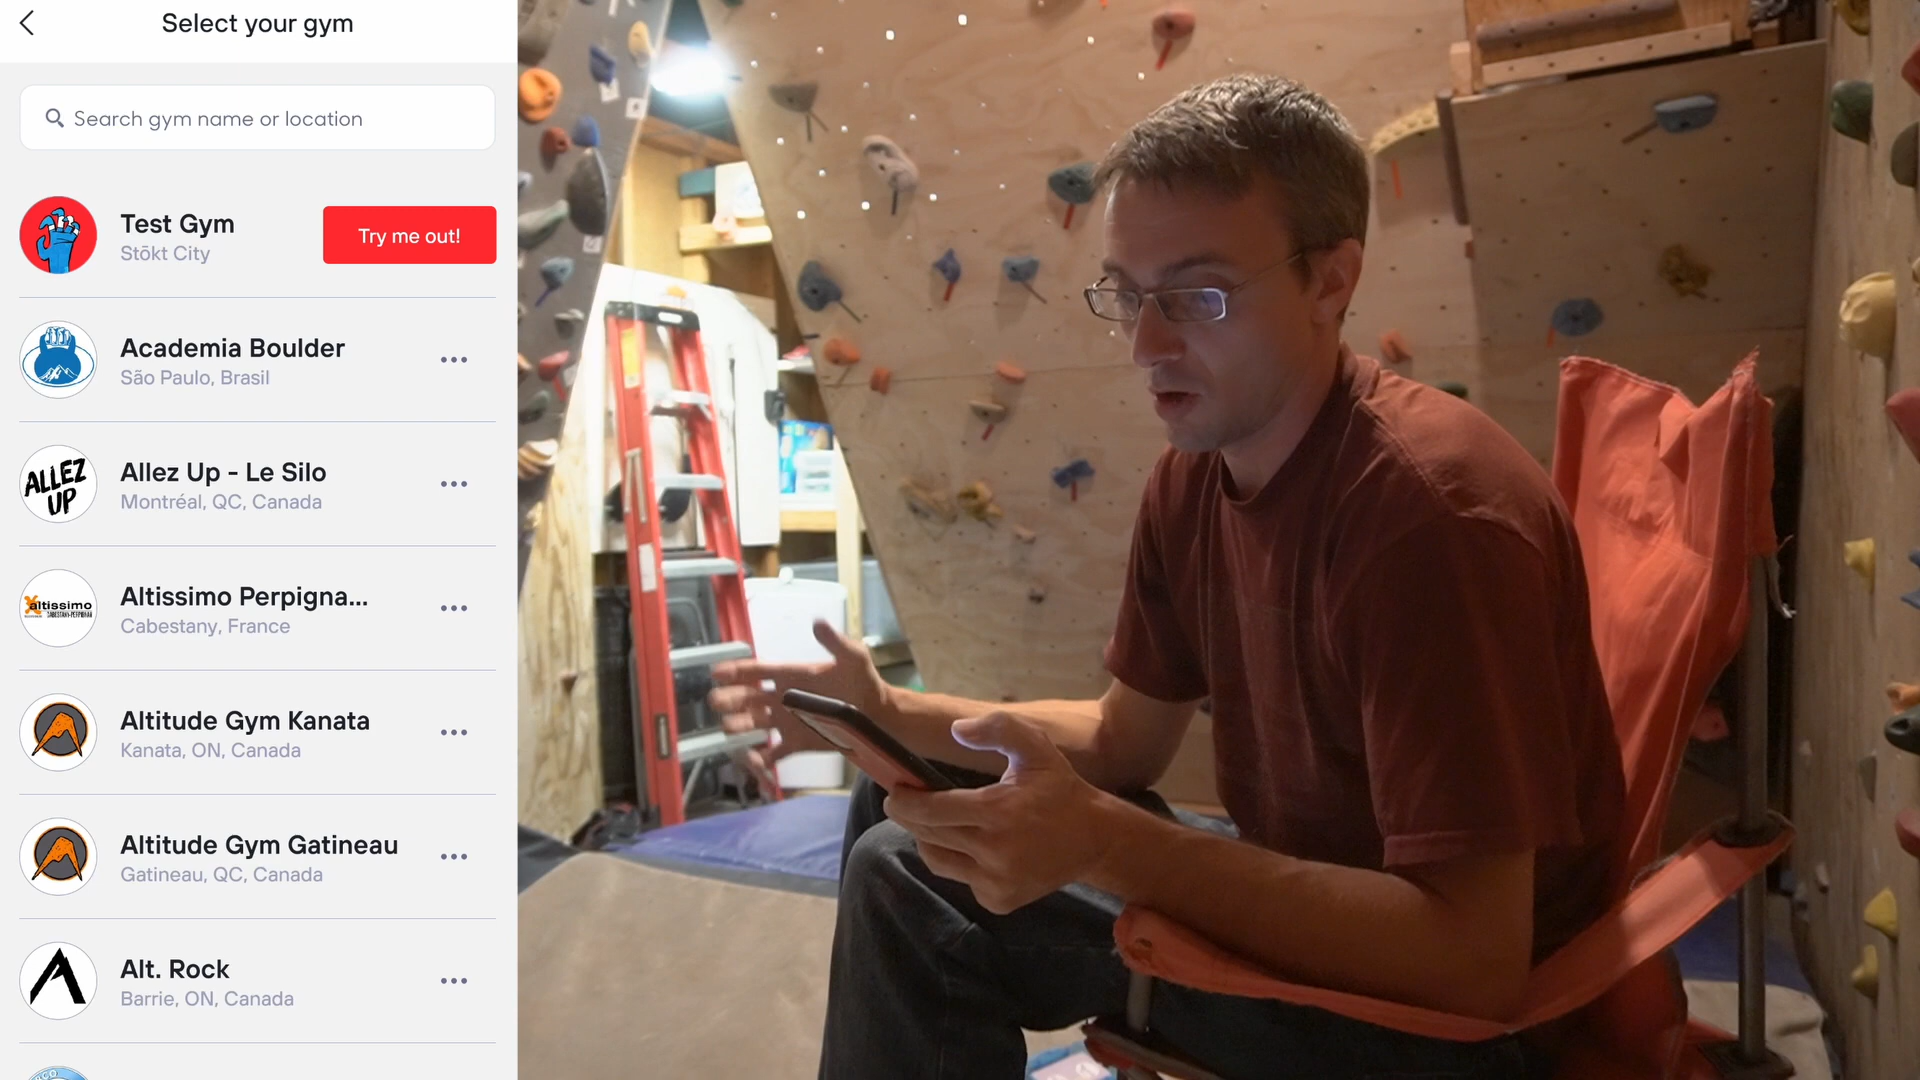 Select your gym
Search gym name or location
Test Gym
Stōkt City
Try me out!
Academia Boulder
São Paulo, Brasil
ALLEZ
UP
Allez Up - Le Silo
Montréal, QC, Canada
altissimo
CABESTANY-PERPIGNAN
Altissimo Perpigna...
Cabestany, France
Altitude Gym Kanata
Kanata, ON, Canada
Altitude Gym Gatineau
Gatineau, QC, Canada
Alt. Rock
Barrie, ON, Canada